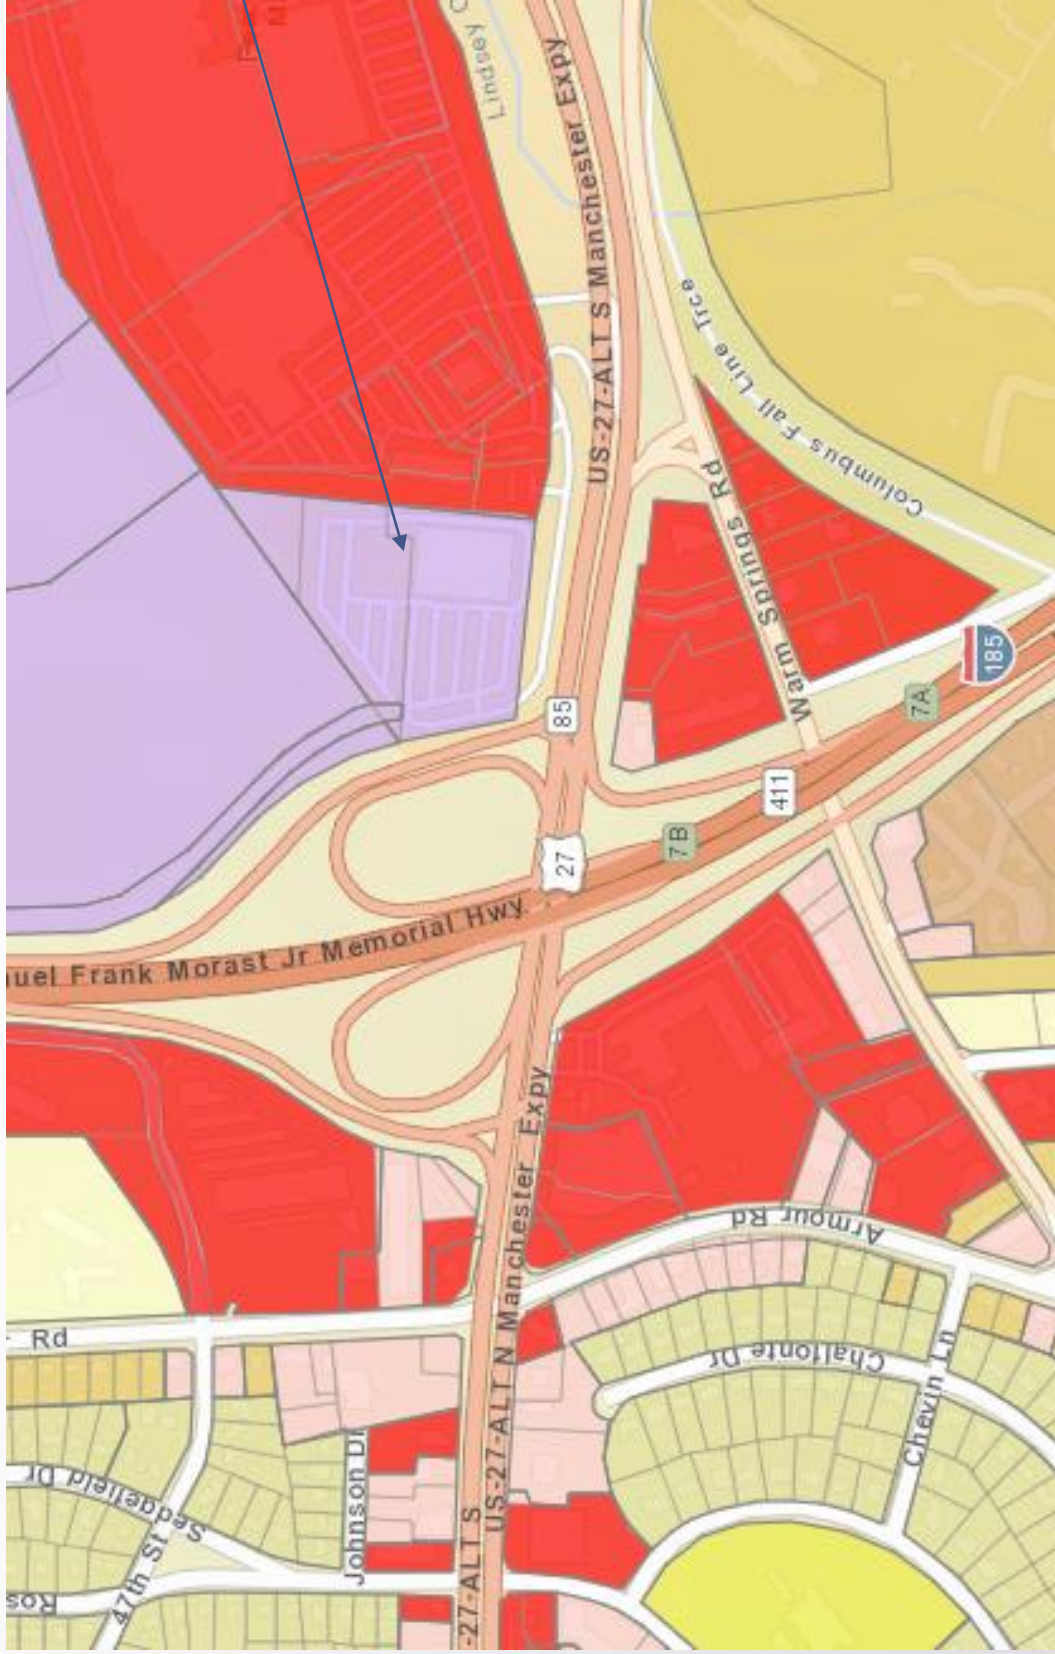 Lindsey
US-27-ALT S Manchester Expy
Columbus Fall Line Trce
Warm Springs Rd
185
7A
85
411
7B
27
nuel Frank Morast Jr Memorial Hwy
US-27-ALT N Manchester Expy
Armour Rd
Rd
Chalfonte Dr
Chevin Ln
Johnson Dr
Sedgefield Dr
47th St
Ros
-27-ALT S